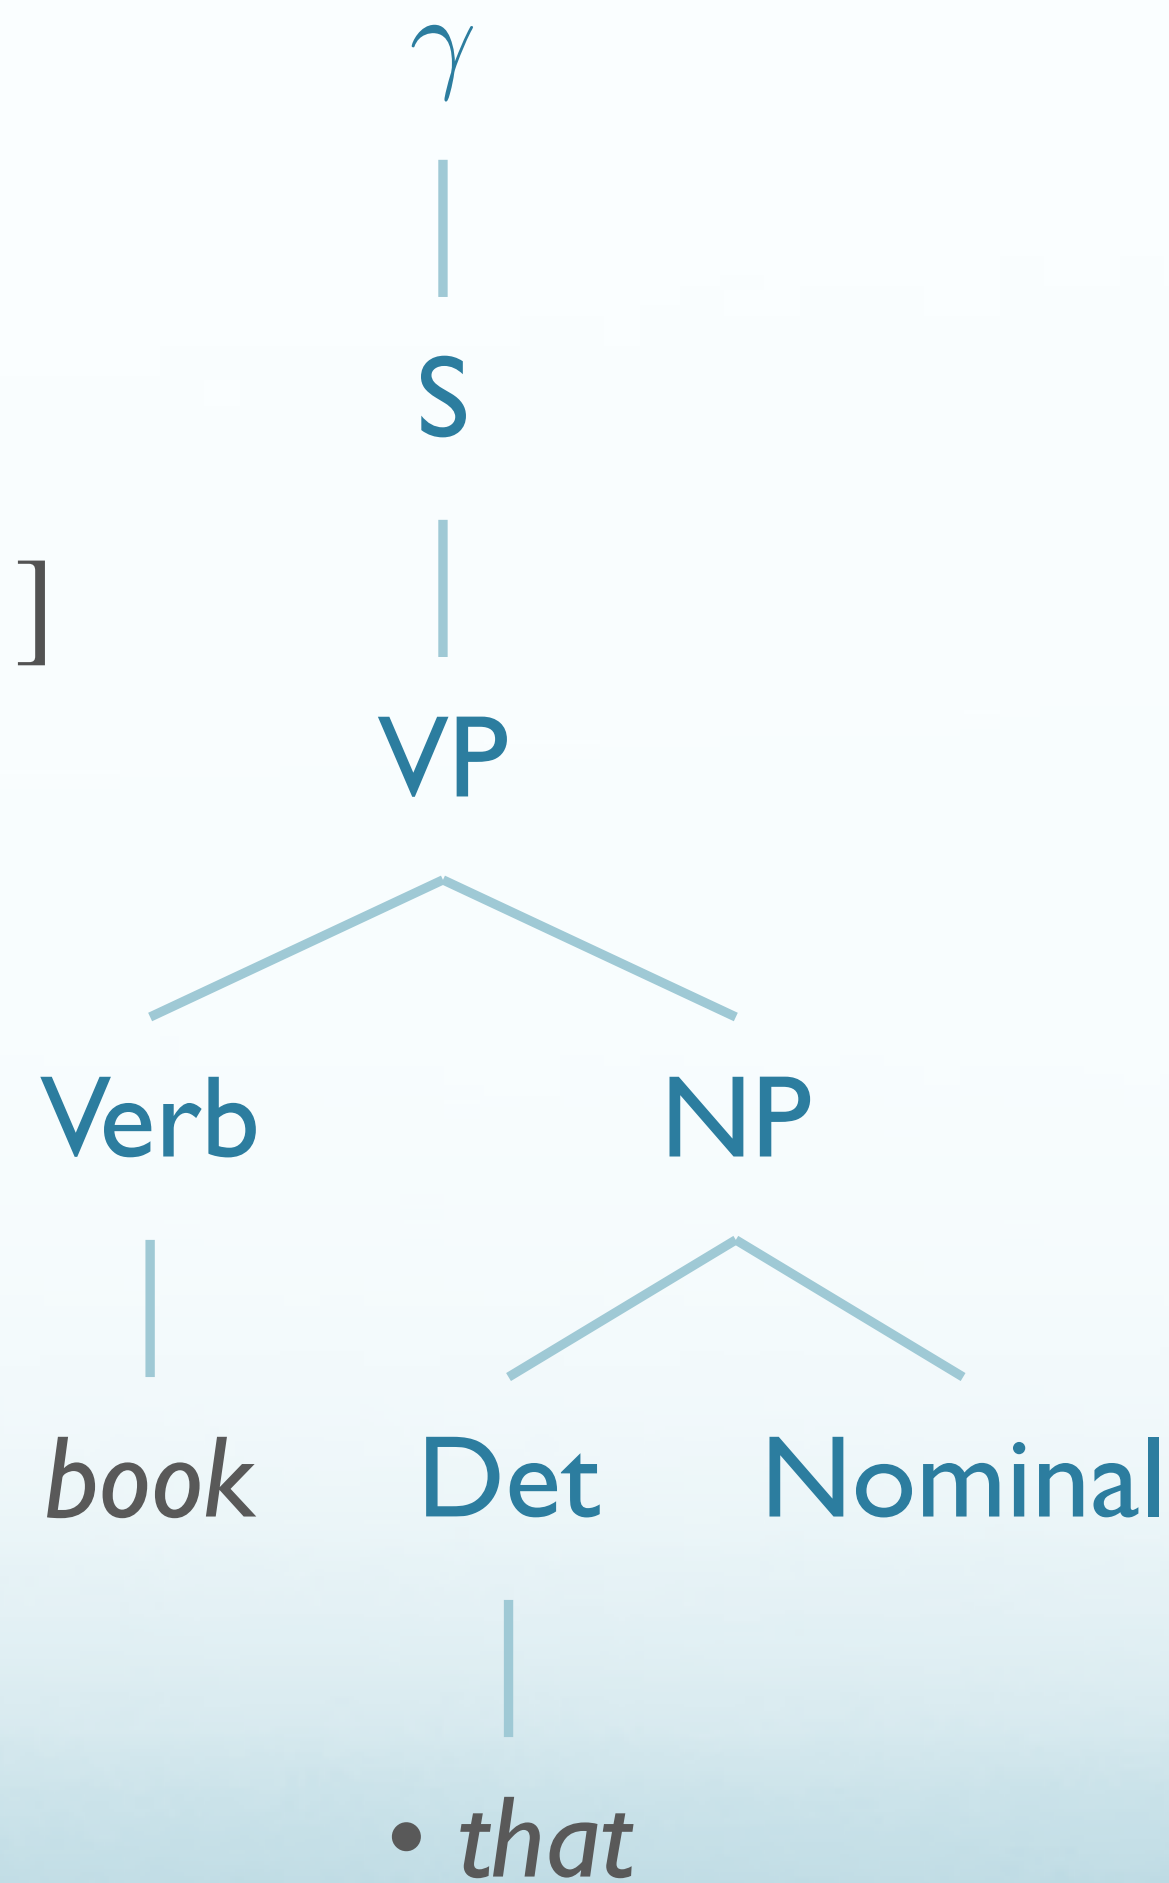 γ
S
]
VP
Verb NP
book Det Nominal
• that